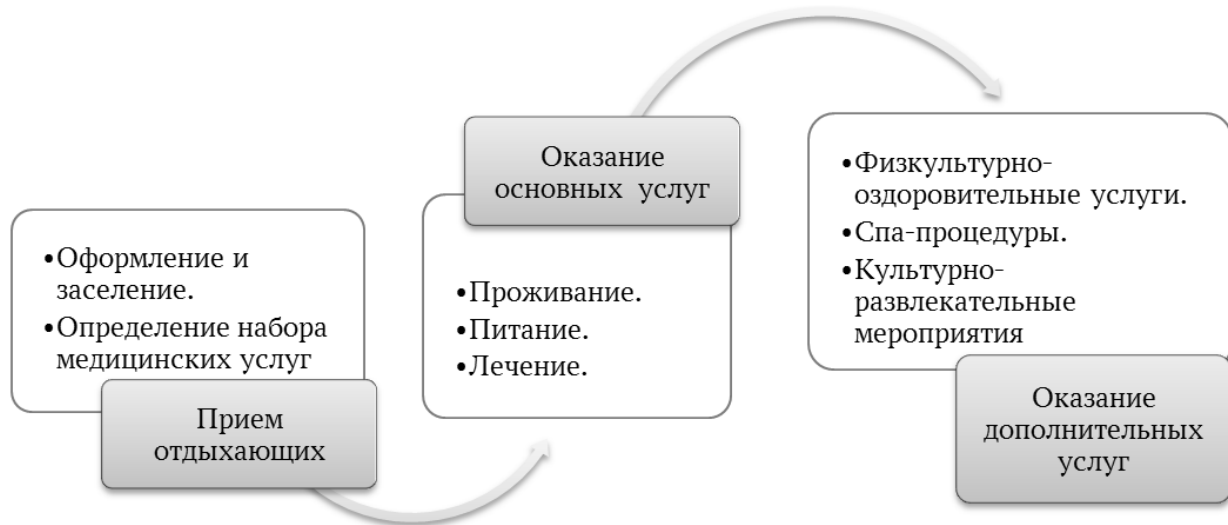 •Оформление и
заселение.
•Определение набора
медицинских услуг
Прием
отдыхающих
Оказание
основных услуг
•Проживание.
•Питание.
•Лечение.
•Физкультурно-
оздоровительные услуги.
•Спа-процедуры.
•Культурно-
развлекательные
мероприятия
Оказание
дополнительных
услуг